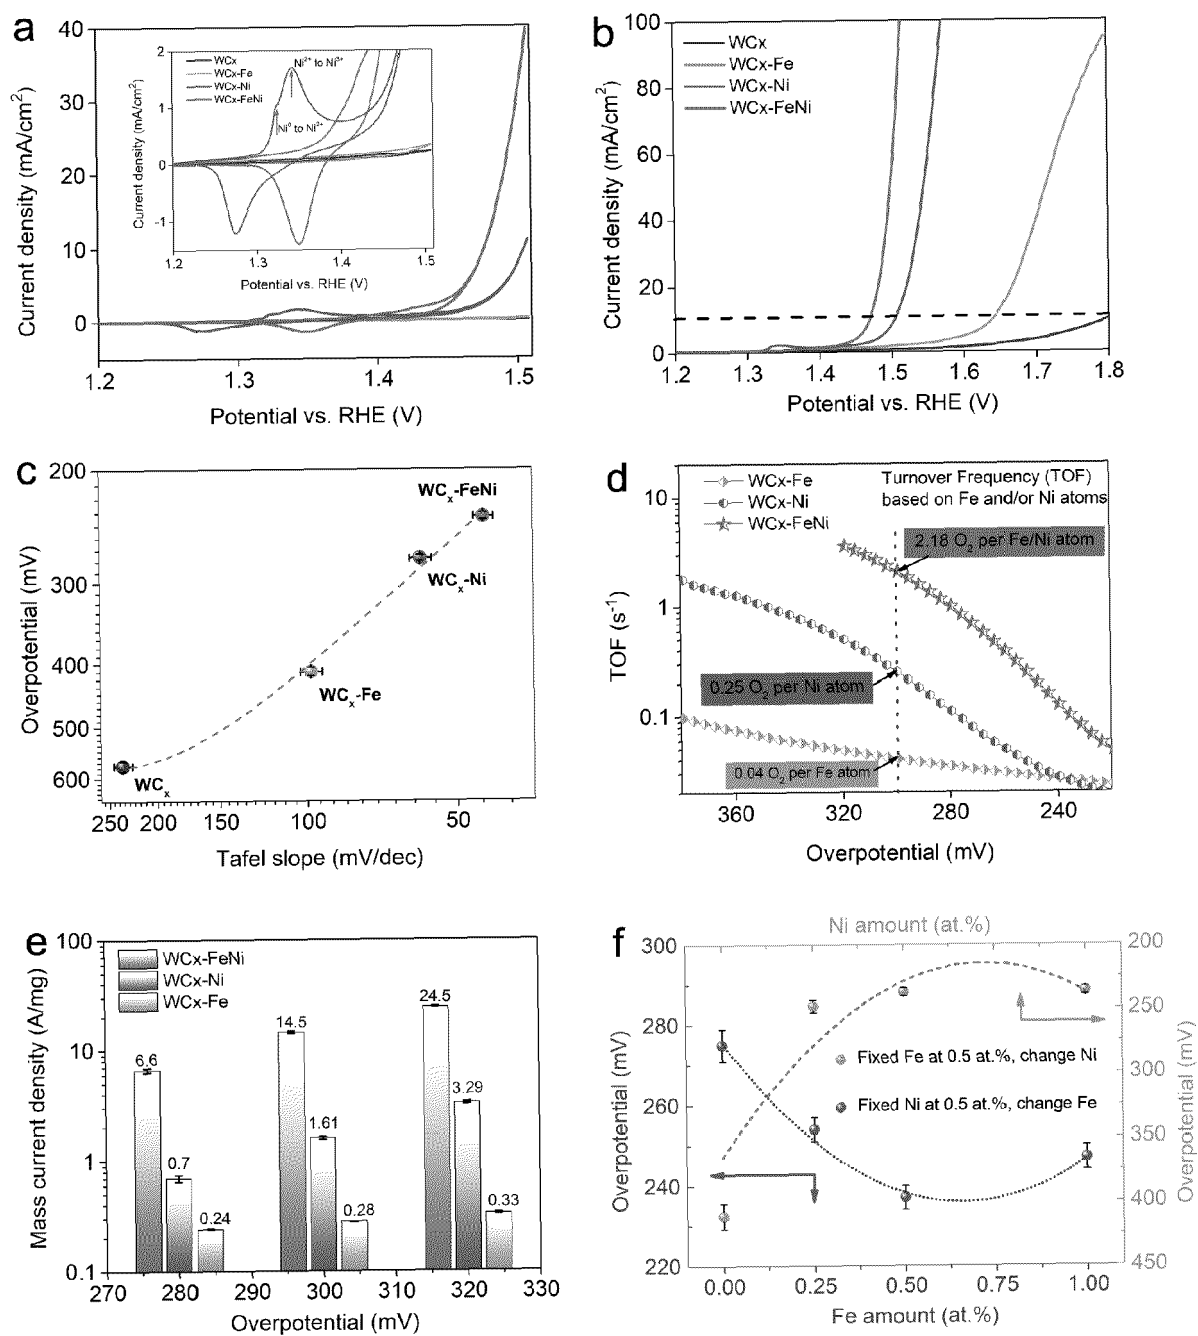 a
Current density (mA/cm²)
40
30
20
10
0
1.2
1.3
1.4
1.5
Potential vs. RHE (V)
Current density (mA/cm²)
2
1
0
-1
1.2
1.3
1.4
1.5
Potential vs. RHE (V)
WCx
WCx-Fe
WCx-Ni
WCx-FeNi
Ni²⁺ to Ni³⁺
Ni⁰ to Ni²⁺
b
Current density (mA/cm²)
100
80
60
40
20
0
1.2
1.3
1.4
1.5
1.6
1.7
1.8
Potential vs. RHE (V)
WCx
WCx-Fe
WCx-Ni
WCx-FeNi
c
Overpotential (mV)
200
300
400
500
600
250
200
150
100
50
Tafel slope (mV/dec)
WCₓ-FeNi
WCₓ-Ni
WCₓ-Fe
WCₓ
d
TOF (s⁻¹)
10
1
0.1
360
320
280
240
Overpotential (mV)
WCx-Fe
WCx-Ni
WCx-FeNi
Turnover Frequency (TOF)
based on Fe and/or Ni atoms
2.18 O₂ per Fe/Ni atom
0.25 O₂ per Ni atom
0.04 O₂ per Fe atom
e
Mass current density (A/mg)
100
10
1
0.1
270
280
290
300
310
320
330
Overpotential (mV)
WCx-FeNi
WCx-Ni
WCx-Fe
6.6
0.7
0.24
14.5
1.61
0.28
24.5
3.29
0.33
f
Ni amount (at.%)
Overpotential (mV)
300
280
260
240
220
0.00
0.25
0.50
0.75
1.00
Fe amount (at.%)
200
250
300
350
400
450
Overpotential (mV)
Fixed Fe at 0.5 at.%, change Ni
Fixed Ni at 0.5 at.%, change Fe